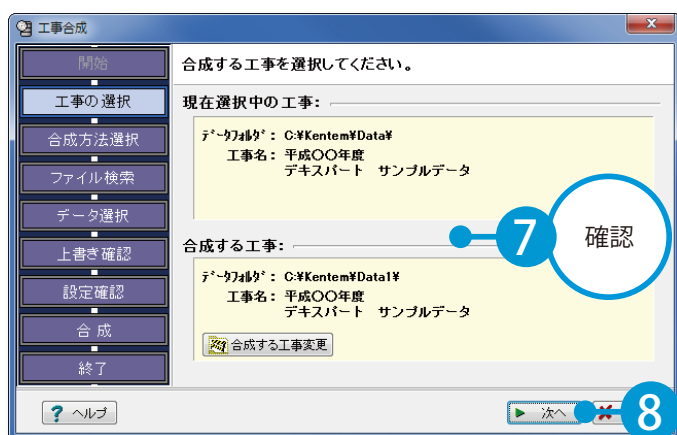 工事合成
開始
工事の選択
合成方法選択
ファイル検索
データ選択
上書き確認
設定確認
合 成
終了
合成する工事を選択してください。
現在選択中の工事:
ﾃﾞｰﾀﾌｫﾙﾀﾞ: C:¥Kentem¥Data¥
工事名: 平成〇〇年度
デキスパート サンプルデータ
7 確認
合成する工事:
ﾃﾞｰﾀﾌｫﾙﾀﾞ: C:¥Kentem¥Data1¥
工事名: 平成〇〇年度
デキスパート サンプルデータ
合成する工事変更
? ヘルプ
次へ
8